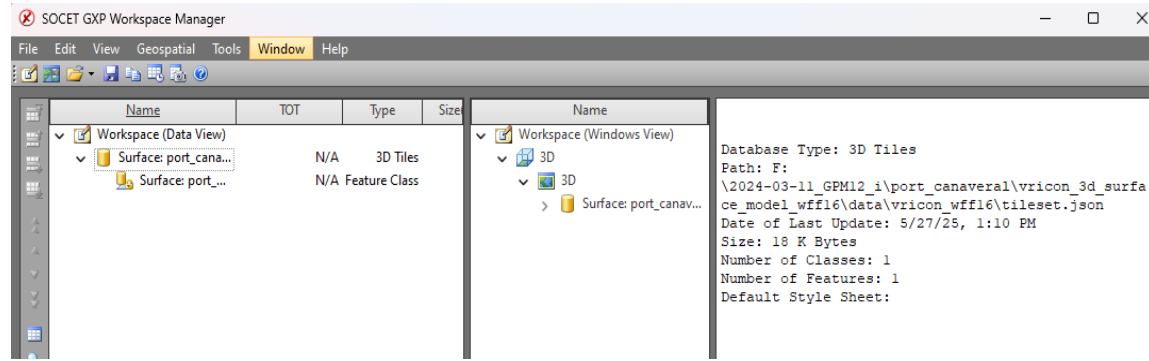 SOCET GXP Workspace Manager
File Edit View Geospatial Tools Window Help
Name TOT Type Size
Workspace (Data View)
Surface: port_cana... N/A 3D Tiles
Surface: port_... N/A Feature Class
Name
Workspace (Windows View)
3D
3D
Surface: port_canav...
Database Type: 3D Tiles
Path: F:
\2024-03-11_GPM12_i\port_canaveral\vricon_3d_surfa
ce_model_wff16\data\vricon_wff16\tileset.json
Date of Last Update: 5/27/25, 1:10 PM
Size: 18 K Bytes
Number of Classes: 1
Number of Features: 1
Default Style Sheet: